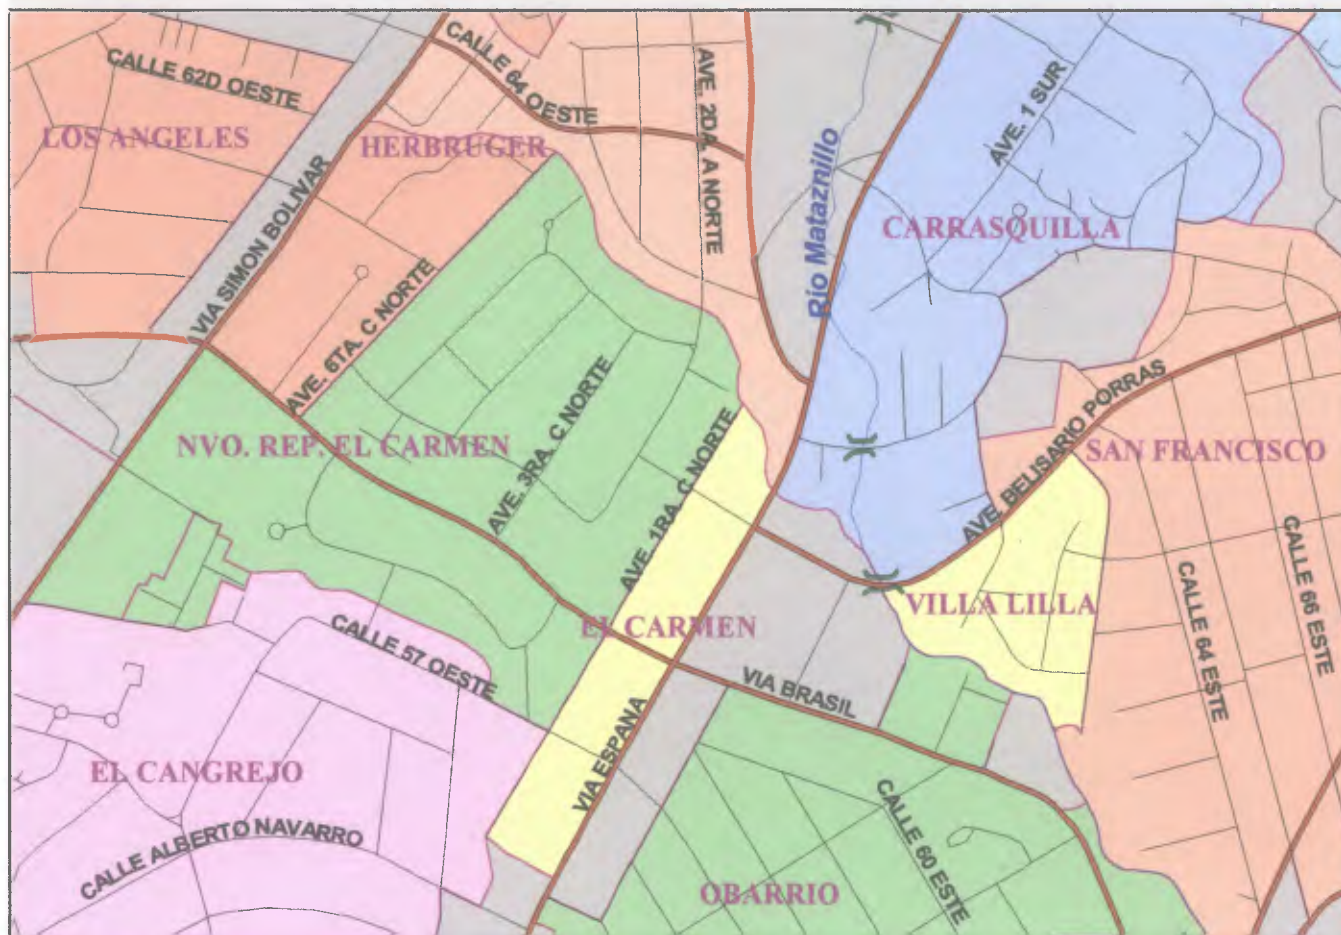 CALLE 64 OESTE
CALLE 62D OESTE
AVE. 2DA. A NORTE
AVE. 1 SUR
LOS ANGELES
HERBRUGER
VIA SIMON BOLIVAR
Río Mataznillo
CARRASQUILLA
AVE. 6TA. C NORTE
AVE. 3RA. C NORTE
NVO. REP. EL CARMEN
AVE. 1RA. C NORTE
AVE. BELISARIO PORRAS
SAN FRANCISCO
CALLE 66 ESTE
CALLE 64 ESTE
VILLA LILLA
EL CARMEN
CALLE 57 OESTE
VIA BRASIL
VIA ESPANA
EL CANGREJO
CALLE ALBERTO NAVARRO
CALLE 60 ESTE
OBARRIO